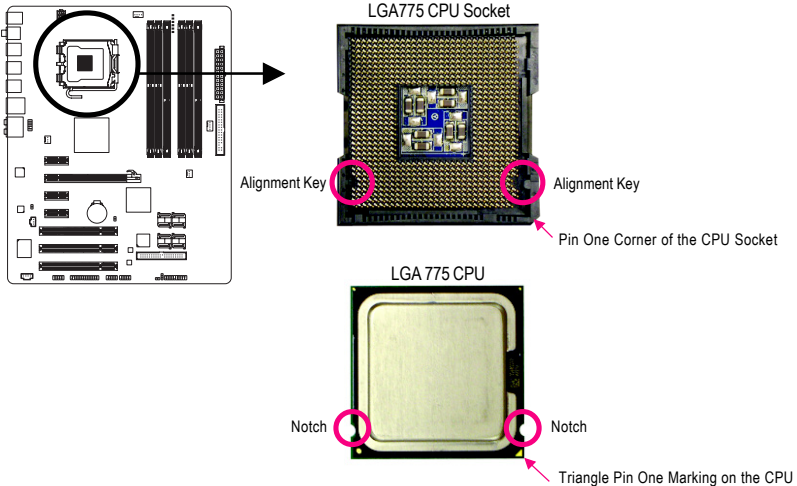 LGA775 CPU Socket
Alignment Key
Alignment Key
Pin One Corner of the CPU Socket
LGA 775 CPU
Notch
Notch
Triangle Pin One Marking on the CPU